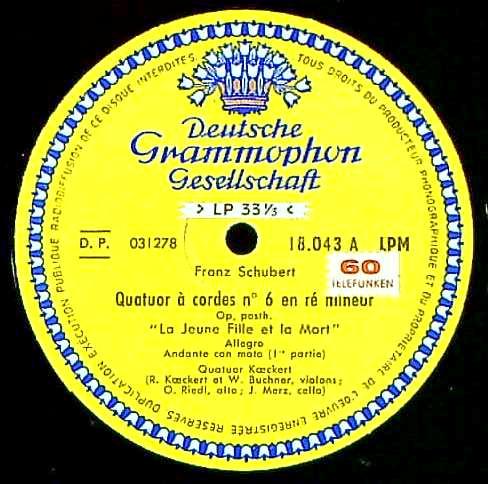 Deutsche
Grammophon
Gesellschaft
> LP 33⅓ <
D. P. 031278
18.043 A LPM
60
TELEFUNKEN
Franz Schubert
Quatuor à cordes n° 6 en ré mineur
Op. posth.
"La Jeune Fille et la Mort"
Allegro
Andante con moto (1re partie)
Quatuor Kœckert
(R. Kœckert et W. Buchner, violons;
O. Riedl, alto; J. Merz, cello)
TOUS DROITS DU PRODUCTEUR PHONOGRAPHIQUE ET DU PROPRIETAIRE DE L'OEUVRE ENREGISTRÉE RESERVÉS DUPLICATION EXÉCUTION PUBLIQUE RADIODIFFUSION DE CE DISQUE INTERDITES